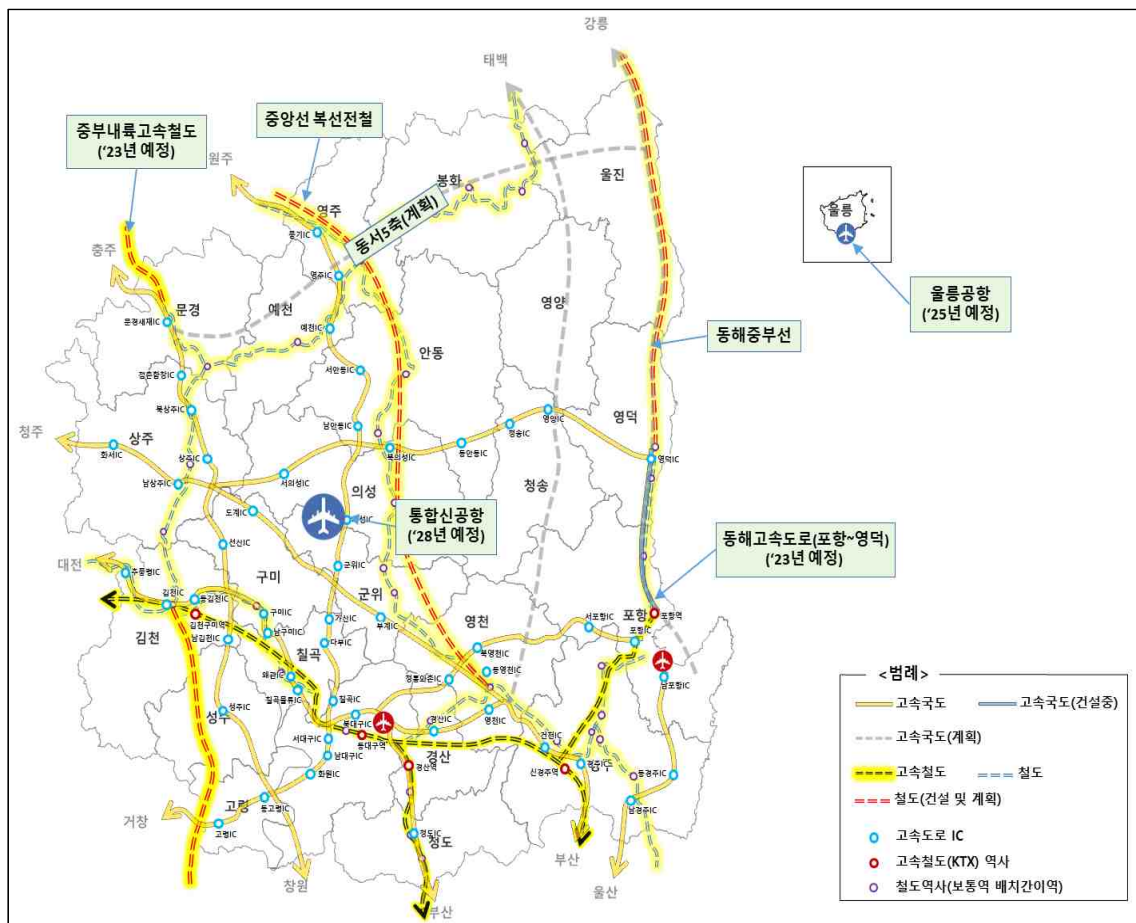 강릉
태백
중앙선 복선전철
중부내륙고속철도
(‘23년 예정)
원주
봉화
울진
영주
풍기IC
동서5축(계획)
울릉
충주
영주IC
울릉공항
(‘25년 예정)
문경
예천
영양
문경새재IC
예천IC
동해중부선
안동
점촌함창IC
서안동IC
북상주IC
영덕
영양IC
청송IC
남안동IC
청주
상주
화서IC
동안동IC
북의성IC
상주IC
영덕IC
서의성IC
남상주IC
의성
청송
도계IC
통합신공항
(‘28년 예정)
동해고속도로(포항~영덕)
(‘23년 예정)
선산IC
대전
추풍령IC
구미
군위IC
군위
김천IC
동김천IC
구미IC
가산IC
부계IC
영천
서포항IC
포항
포항역
포항IC
김천구미역
남김천IC
남구미IC
김천
칠곡
다부IC
북영천IC
동영천IC
왜관IC
칠곡물류IC
청통와촌IC
남포항IC
성주IC
성주
칠곡IC
북대구IC
경산IC
영천IC
서대구IC
동대구역
남대구IC
경산
건천IC
경주IC
화원IC
경산역
신경주역
동경주IC
고령
동고령IC
남경주IC
거창
고령IC
청도IC
청도
창원
부산
부산
울산
<범례>
고속국도
고속국도(건설중)
고속국도(계획)
고속철도
철도
철도(건설 및 계획)
고속도로 IC
고속철도(KTX) 역사
철도역사(보통역 배치간이역)